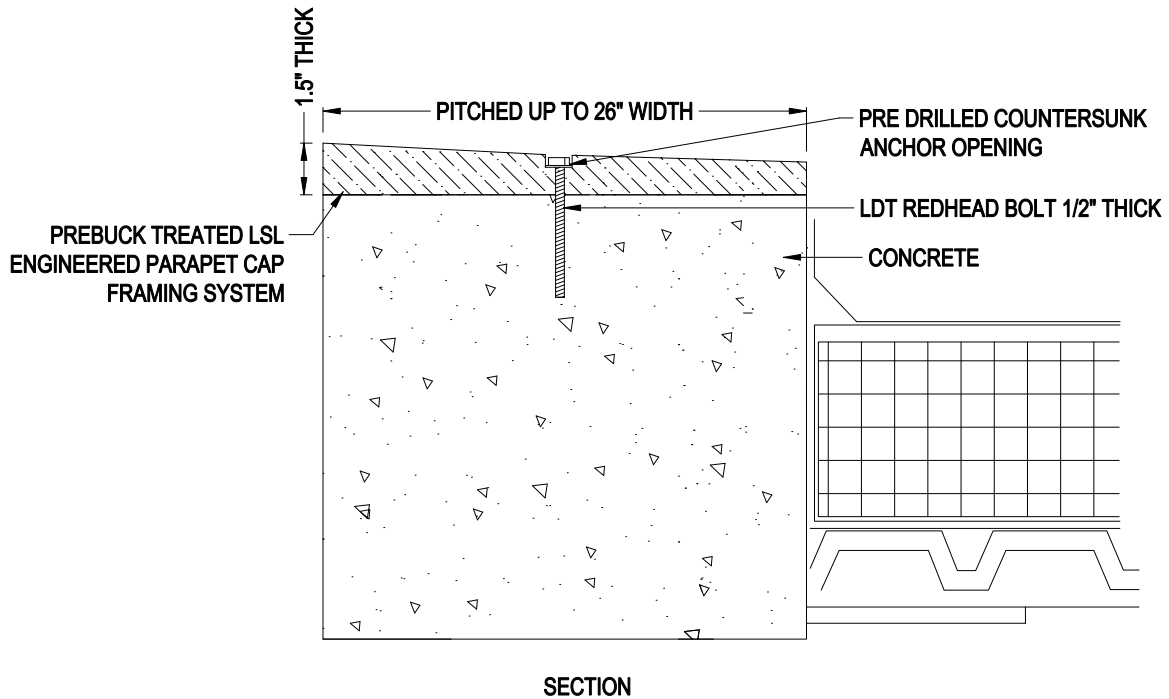 1.5" THICK
PITCHED UP TO 26" WIDTH
PRE DRILLED COUNTERSUNK
ANCHOR OPENING
LDT REDHEAD BOLT 1/2" THICK
PREBUCK TREATED LSL
ENGINEERED PARAPET CAP
FRAMING SYSTEM
CONCRETE
SECTION